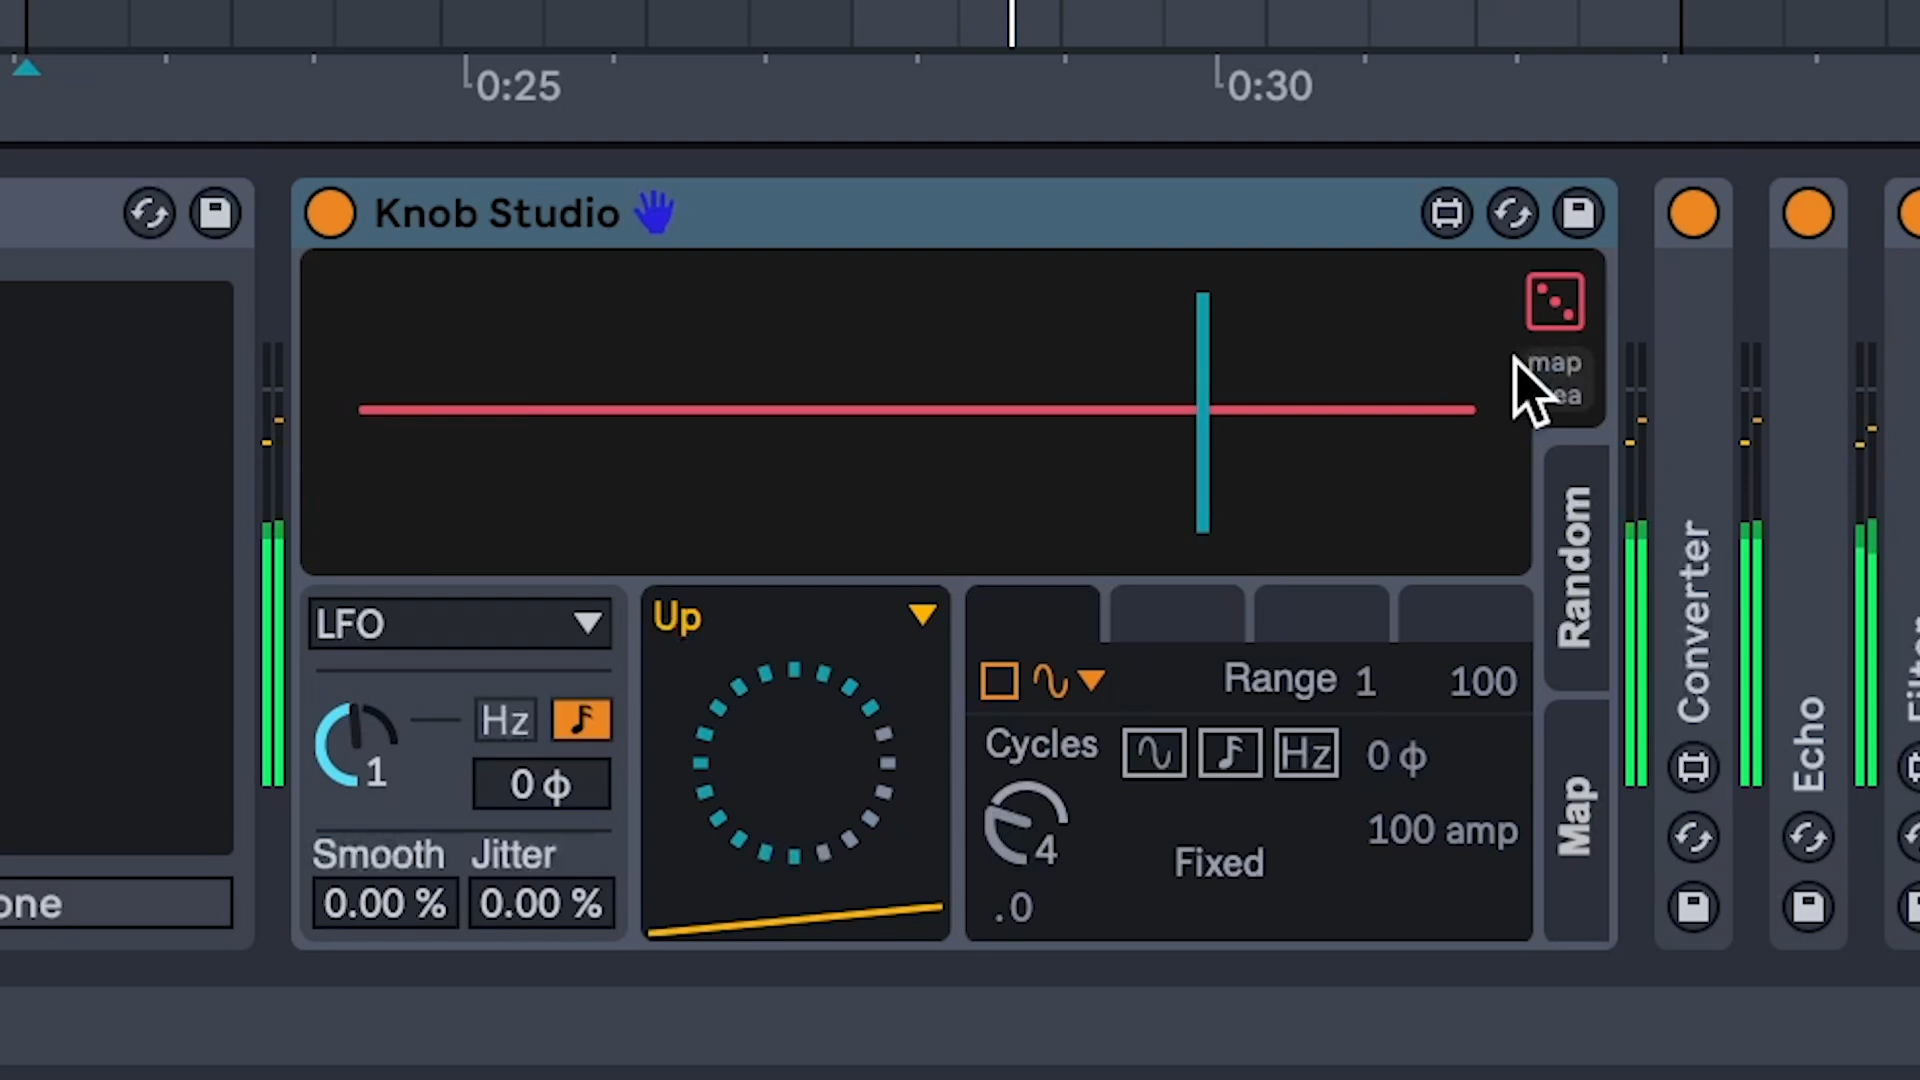 0:25
0:30
Knob Studio
map
LFO
Up
Hz
1
0 ϕ
Smooth
Jitter
0.00 %
0.00 %
Range 1 100
Cycles
Hz
0 ϕ
4
100 amp
Fixed
.0
Random
Map
Converter
Echo